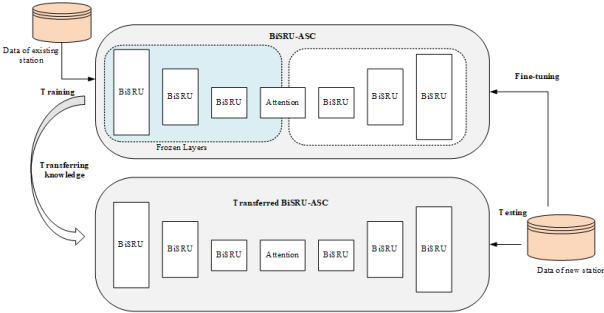 BiSRU-ASC
Data of existing
station
BiSRU
BiSRU
BiSRU
Attention
BiSRU
BiSRU
BiSRU
Frozen Layers
Training
Fine-tuning
Transferring
knowledge
Transferred BiSRU-ASC
BiSRU
BiSRU
BiSRU
Attention
BiSRU
BiSRU
BiSRU
Testing
Data of new station